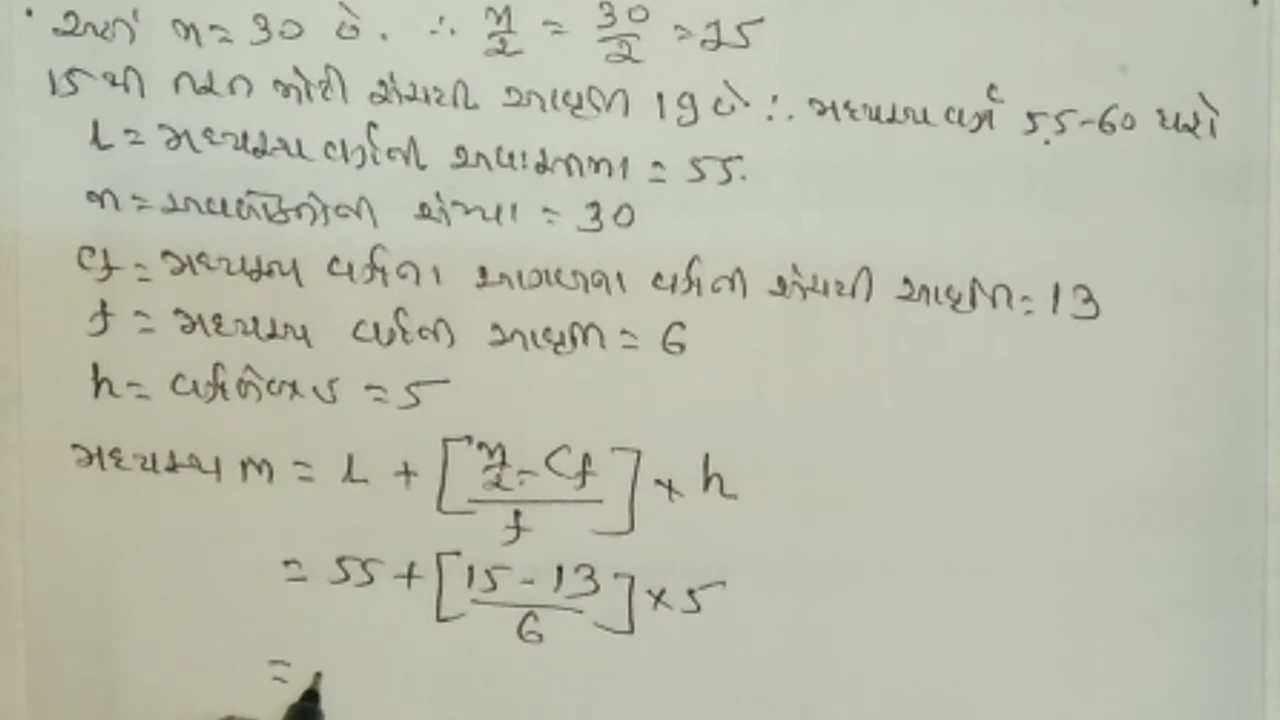 અહીં n = 30 છે. ∴ n/2 = 30/2 = 15
15 થી તરત મોટી સંચયી આવૃત્તિ 19 છે ∴ મધ્યસ્થ વર્ગ 55-60 થશે
l = મધ્યસ્થ વર્ગની અધઃસીમા = 55.
n = અવલોકનોની સંખ્યા = 30
cf = મધ્યસ્થ વર્ગના આગળના વર્ગની સંચયી આવૃત્તિ = 13
f = મધ્યસ્થ વર્ગની આવૃત્તિ = 6
h = વર્ગલંબાઈ = 5
મધ્યસ્થ M = l + [(n/2 - cf)/f] × h
= 55 + [(15 - 13)/6] × 5
=